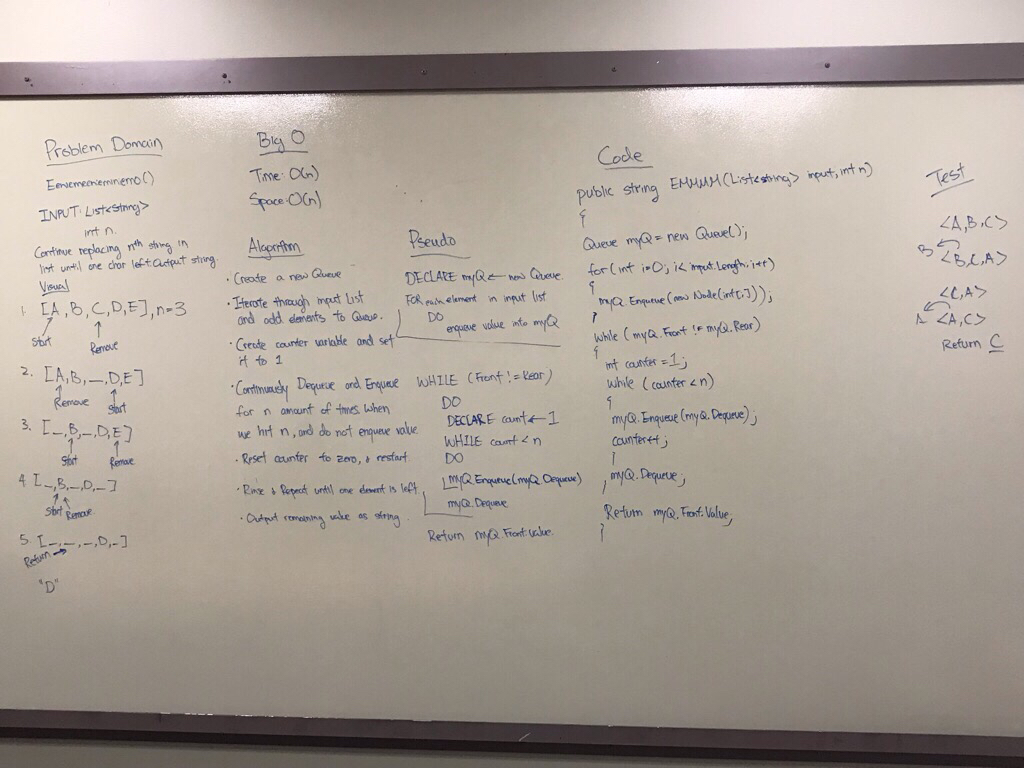 Problem Domain
EeniemeenieminiemO()
INPUT: List<string>
int n.
Continue replacing nth string in
list until one char left. Output string.
Visual
1. [A, B, C, D, E], n=3
Start
Remove
2. [A, B, _, D, E]
Remove
Start
3. [_, B, _, D, E]
Start
Remove
4 [_, B, _, D, _]
Start Remove
5. [_, _, _, D, _]
Return
"D"
Big O
Time: O(n)
Space: O(n)
Algorithm
· Create a new Queue
· Iterate through input List
and add elements to Queue.
· Create counter variable and set
it to 1
· Continuously Dequeue and Enqueue
for n amount of times. When
we hit n, and do not enqueue value
· Reset counter to zero, & restart
· Rinse & Repeat until one element is left
· Output remaining value as string.
Pseudo
DECLARE myQ ← new Queue.
FOR each element in input list
DO
enqueue value into myQ
WHILE (Front != Rear)
DO
DECLARE count ← 1
WHILE count < n
DO
myQ Enqueue(myQ Dequeue)
myQ. Dequeue
Return myQ Front.value.
Code
public string EMMMM(List<string> input, int n)
{
Queue myQ = new Queue();
for(int i=0; i< input.Length; i++)
{
myQ. Enqueue(new Node(int[i]));
}
while (myQ. Front != myQ. Rear)
{
int counter = 1;
while (counter < n)
{
myQ. Enqueue(myQ. Dequeue);
counter++;
}
myQ. Dequeue;
}
Return myQ. Front. Value;
}
Test
<A, B, C>
B
<B, C, A>
<C, A>
A <A, C>
Return C